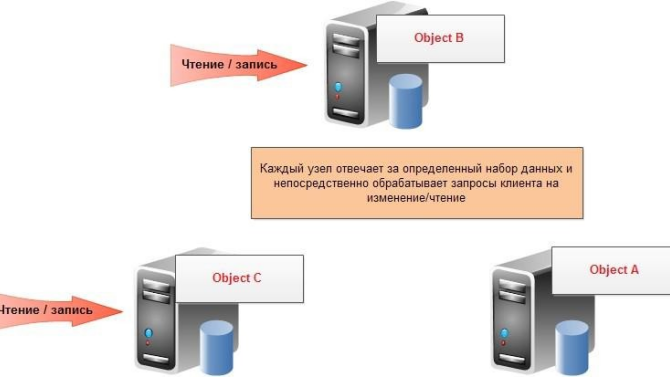 Object B
Чтение / запись
Каждый узел отвечает за определенный набор данных и
непосредственно обрабатывает запросы клиента на
изменение/чтение
Object C
Object A
Чтение / запись